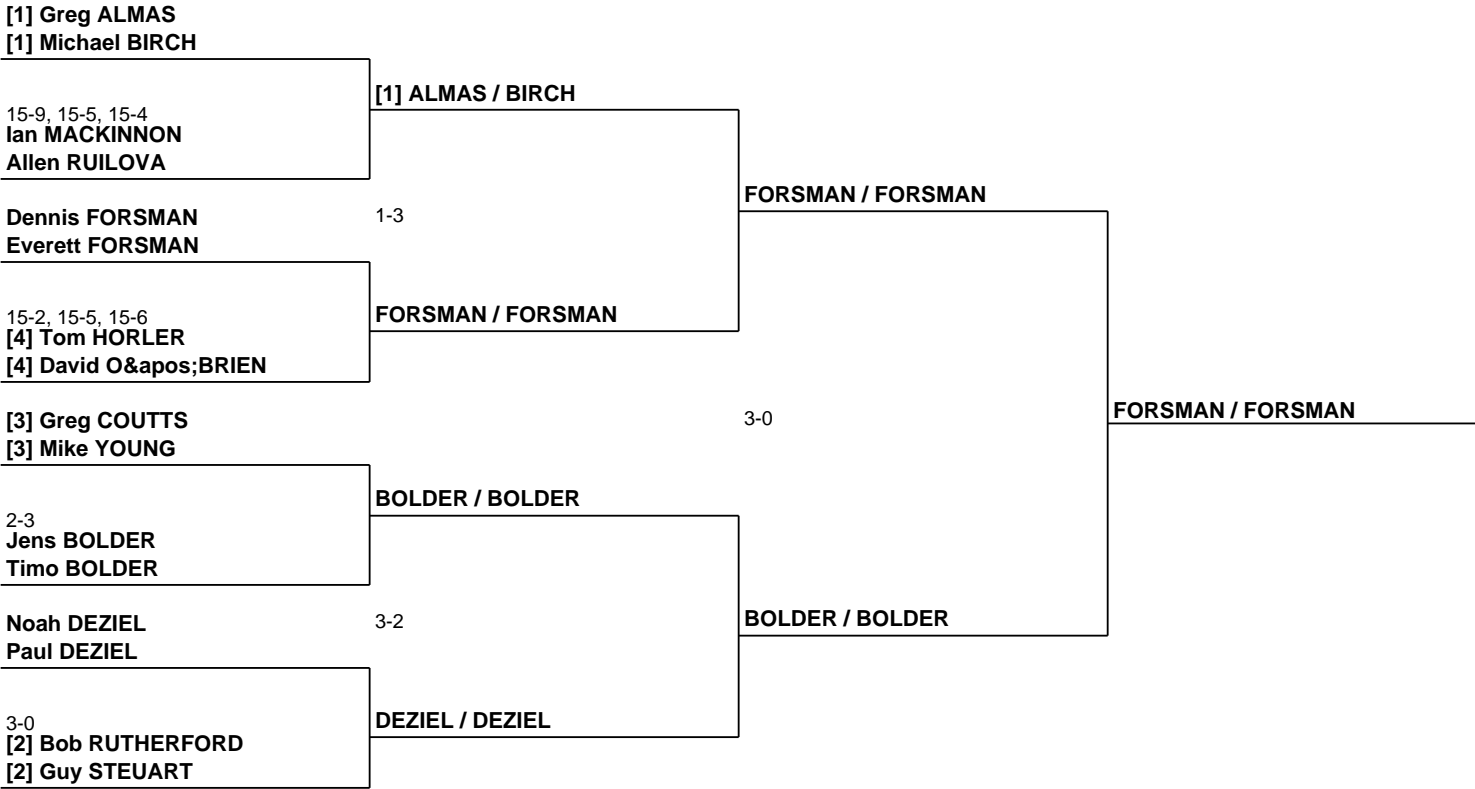 [1] Greg ALMAS
[1] Michael BIRCH
[1] ALMAS / BIRCH
15-9, 15-5, 15-4
Ian MACKINNON
Allen RUILOVA
FORSMAN / FORSMAN
Dennis FORSMAN
1-3
Everett FORSMAN
FORSMAN / FORSMAN
15-2, 15-5, 15-6
[4] Tom HORLER
[4] David O&apos;BRIEN
FORSMAN / FORSMAN
[3] Greg COUTTS
3-0
[3] Mike YOUNG
BOLDER / BOLDER
2-3
Jens BOLDER
Timo BOLDER
BOLDER / BOLDER
Noah DEZIEL
3-2
Paul DEZIEL
DEZIEL / DEZIEL
3-0
[2] Bob RUTHERFORD
[2] Guy STEUART